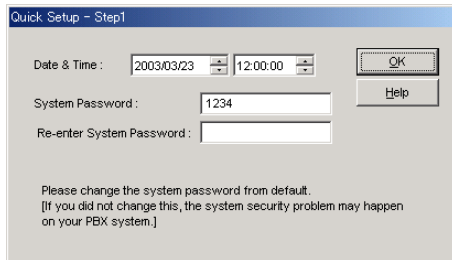 Quick Setup - Step1
Date & Time : 2003/03/23 12:00:00 OK
Help
System Password : 1234
Re-enter System Password :
Please change the system password from default.
[If you did not change this, the system security problem may happen
on your PBX system.]